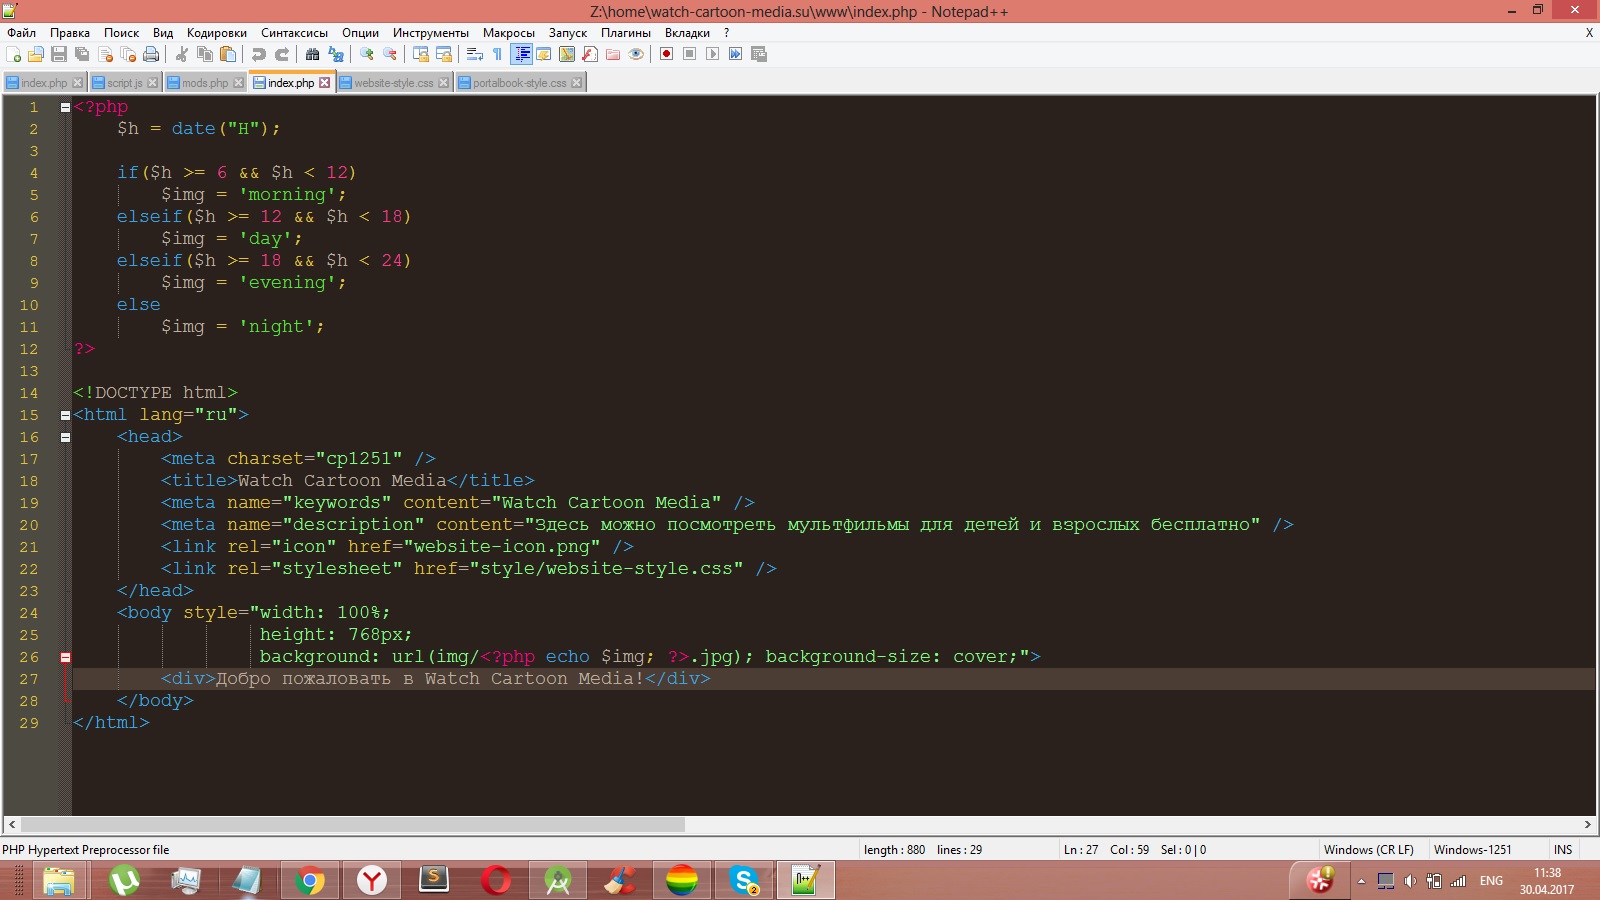 Z:\home\watch-cartoon-media.su\www\index.php - Notepad++
Файл Правка Поиск Вид Кодировки Синтаксисы Опции Инструменты Макросы Запуск Плагины Вкладки ? X
index.php script.js mods.php index.php website-style.css portalbook-style.css
1 <?php
2 $h = date("H");
3
4 if($h >= 6 && $h < 12)
5 $img = 'morning';
6 elseif($h >= 12 && $h < 18)
7 $img = 'day';
8 elseif($h >= 18 && $h < 24)
9 $img = 'evening';
10 else
11 $img = 'night';
12 ?>
13
14 <!DOCTYPE html>
15 <html lang="ru">
16 <head>
17 <meta charset="cp1251" />
18 <title>Watch Cartoon Media</title>
19 <meta name="keywords" content="Watch Cartoon Media" />
20 <meta name="description" content="Здесь можно посмотреть мультфильмы для детей и взрослых бесплатно" />
21 <link rel="icon" href="website-icon.png" />
22 <link rel="stylesheet" href="style/website-style.css" />
23 </head>
24 <body style="width: 100%;
25 height: 768px;
26 background: url(img/<?php echo $img; ?>.jpg); background-size: cover;">
27 <div>Добро пожаловать в Watch Cartoon Media!</div>
28 </body>
29 </html>
PHP Hypertext Preprocessor file length : 880 lines : 29 Ln : 27 Col : 59 Sel : 0 | 0 Windows (CR LF) Windows-1251 INS
ENG 11:38
30.04.2017